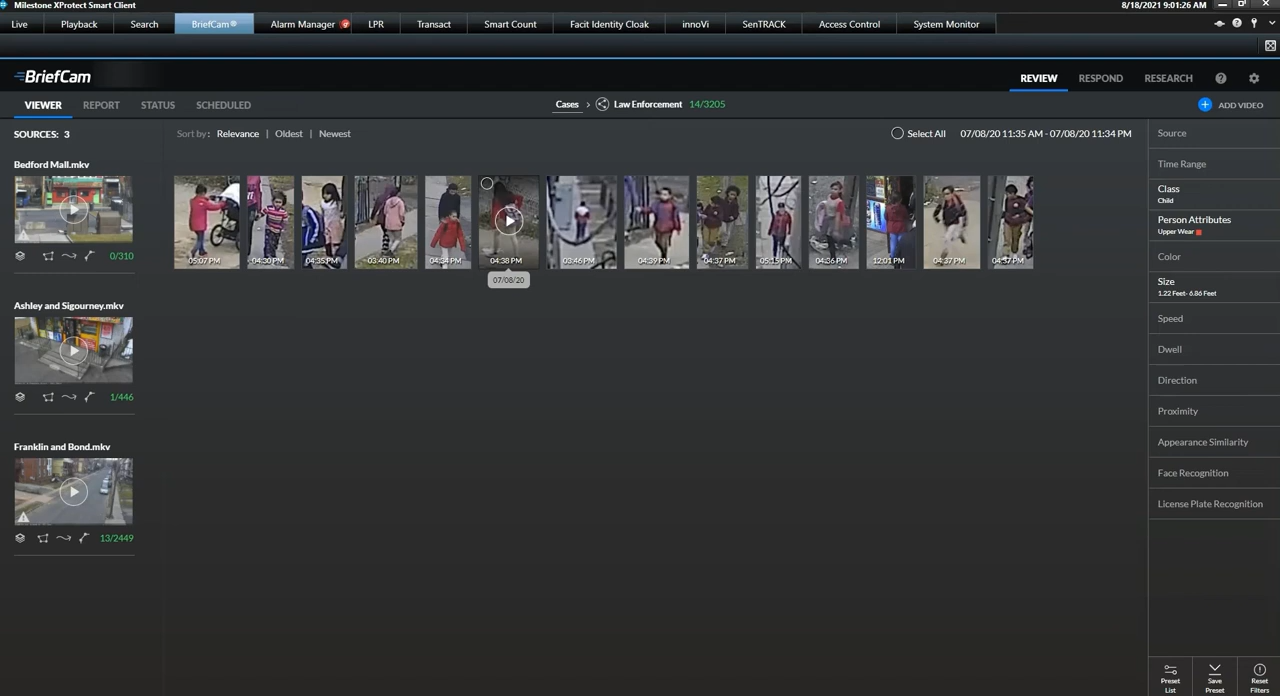 Milestone XProtect Smart Client
8/18/2021 9:01:26 AM
Live
Playback
Search
BriefCam
Alarm Manager
LPR
Transact
Smart Count
Facit Identity Cloak
innoVi
SenTRACK
Access Control
System Monitor
BriefCam
REVIEW
RESPOND
RESEARCH
VIEWER
REPORT
STATUS
SCHEDULED
Cases > Law Enforcement 14/3205
ADD VIDEO
SOURCES: 3
Sort by: Relevance | Oldest | Newest
Select All
07/08/20 11:35 AM - 07/08/20 11:34 PM
Bedford Mall.mkv
0/310
Ashley and Sigourney.mkv
1/446
Franklin and Bond.mkv
13/2449
05:07 PM
04:30 PM
04:35 PM
03:40 PM
04:34 PM
04:38 PM
03:46 PM
04:39 PM
04:37 PM
05:15 PM
04:36 PM
12:01 PM
04:37 PM
04:37 PM
07/08/20
Source
Time Range
Class
Child
Person Attributes
Upper Wear
Color
Size
1.22 Feet- 6.86 Feet
Speed
Dwell
Direction
Proximity
Appearance Similarity
Face Recognition
License Plate Recognition
Preset List
Save Preset
Reset Filters